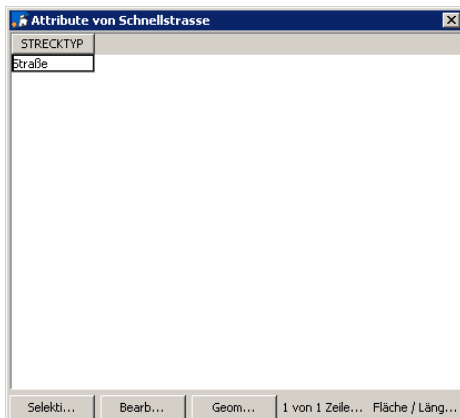 Attribute von Schnellstrasse
STRECKTYP
Straße
Selekti... Bearb... Geom... 1 von 1 Zeile... Fläche / Läng...